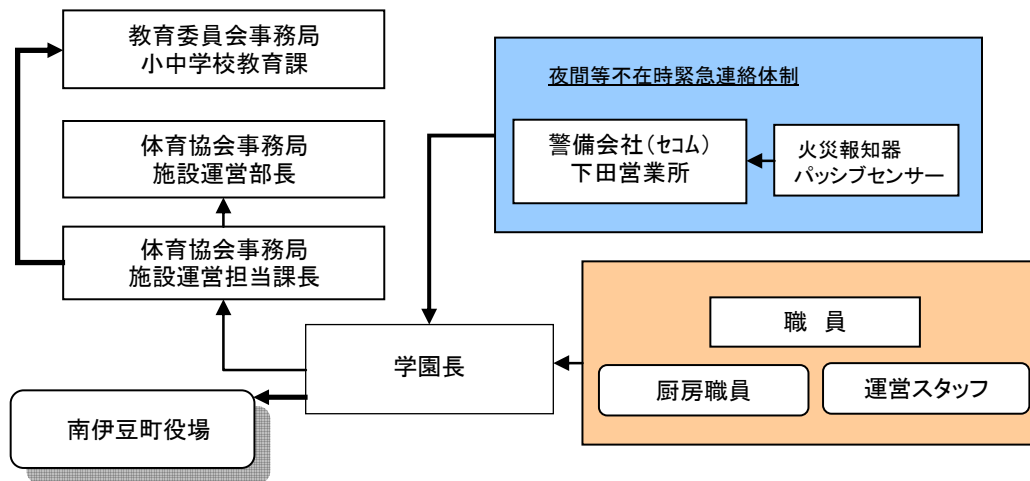 教育委員会事務局
小中学校教育課
体育協会事務局
施設運営部長
体育協会事務局
施設運営担当課長
南伊豆町役場
学園長
夜間等不在時緊急連絡体制
警備会社(ｾｺﾑ)
下田営業所
火災報知器
パッシブセンサー
職　員
厨房職員
運営スタッフ